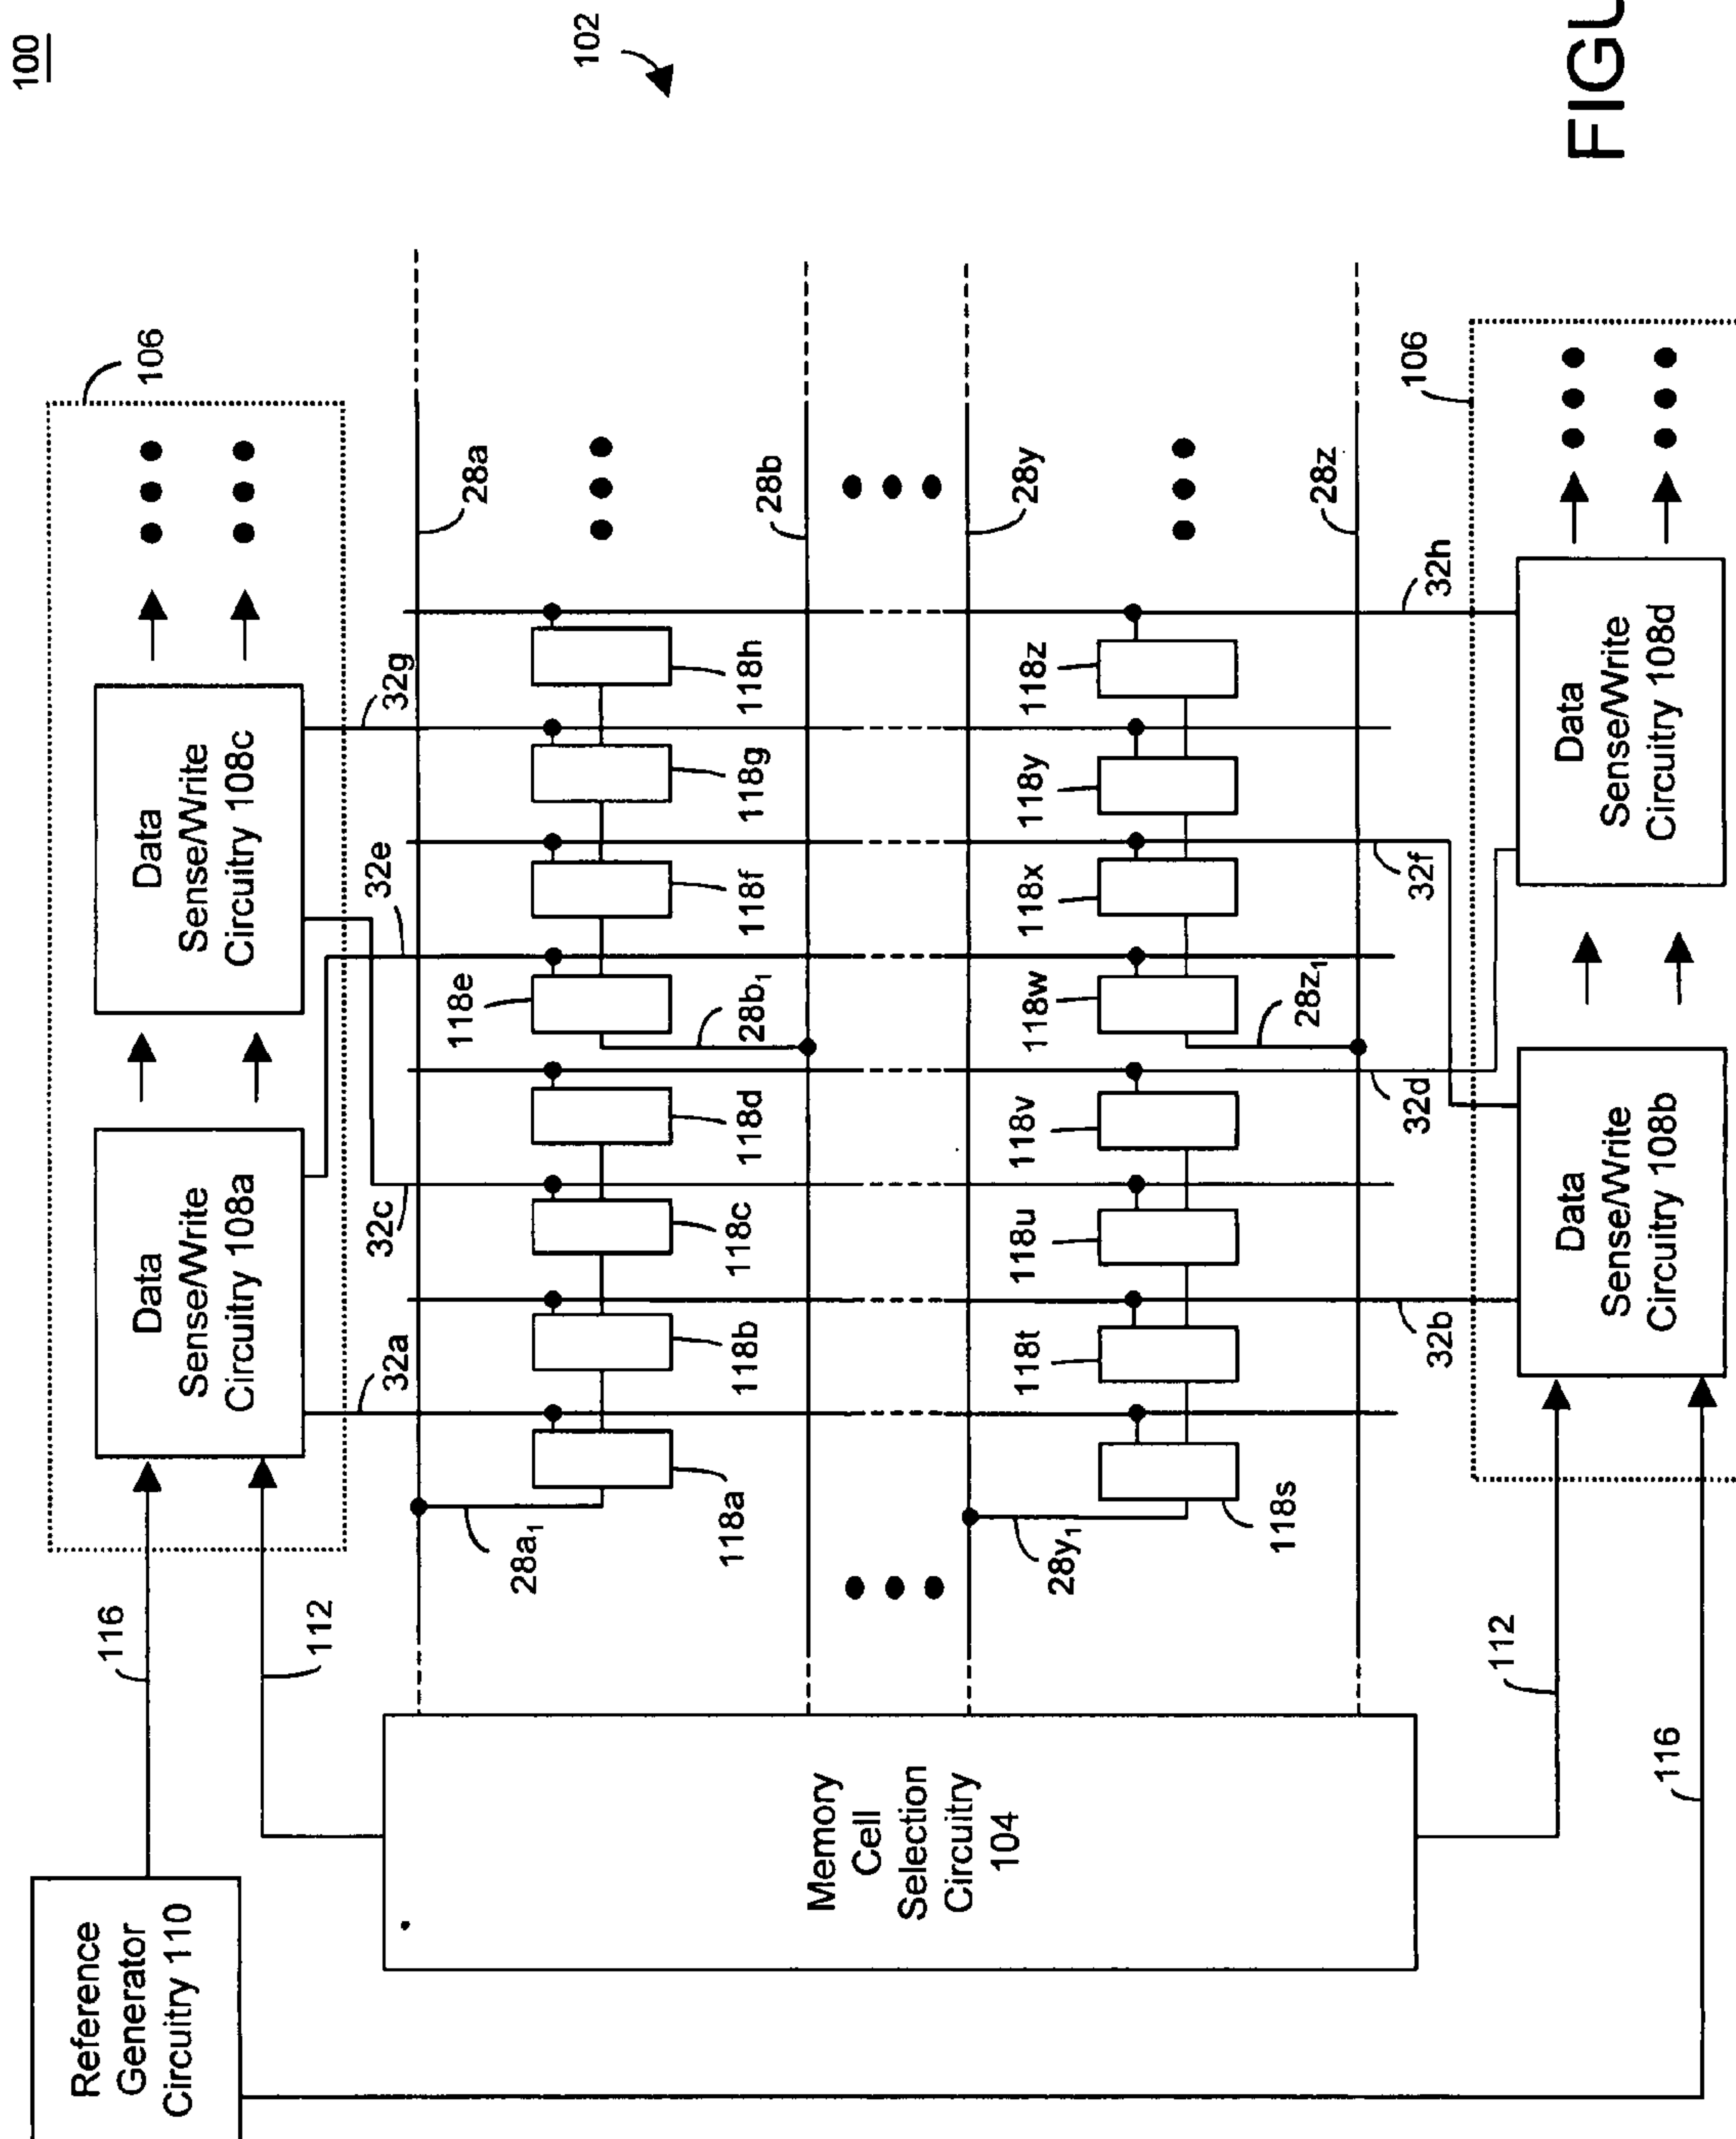 100
102
FIGU
Reference
Generator
Circuitry 110
116
112
106
Data
Sense/Write
Circuitry 108a
Data
Sense/Write
Circuitry 108c
32a
32c
32e
32g
28a
28a₁
118a
118b
118c
118d
118e
118f
118g
118h
28b₁
28b
Memory
Cell
Selection
Circuitry
104
28y
28y₁
118s
118t
118u
118v
118w
118x
118y
118z
28z₁
28z
32b
32d
32f
32h
106
112
116
Data
Sense/Write
Circuitry 108b
Data
Sense/Write
Circuitry 108d